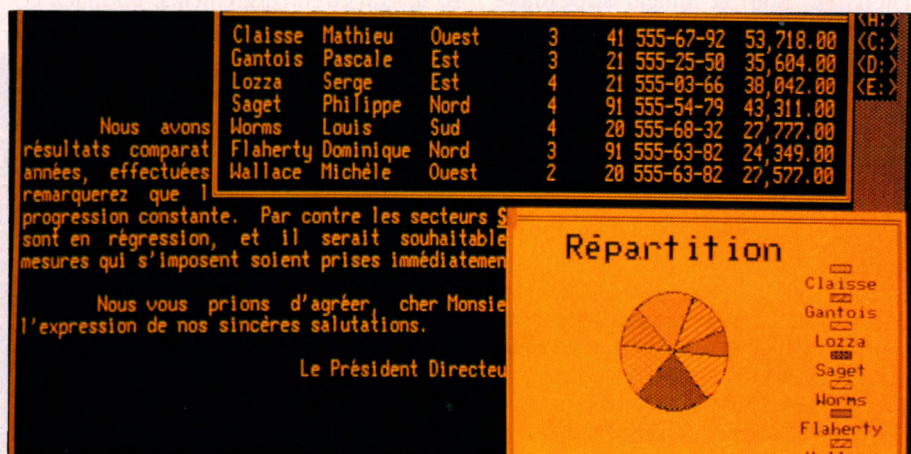 Claisse Mathieu Ouest 3 41 555-67-92 53,718.00
Gantois Pascale Est 3 21 555-25-50 35,604.00
Lozza Serge Est 4 21 555-03-66 38,042.00
Saget Philippe Nord 4 91 555-54-79 43,311.00
Worms Louis Sud 4 20 555-68-32 27,777.00
Flaherty Dominique Nord 3 91 555-63-82 24,349.00
Wallace Michéle Ouest 2 20 555-63-82 27,577.00
<H:>
<C:>
<D:>
<E:>
Nous avons
résultats comparat
années, effectuées
remarquerez que l
progression constante. Par contre les secteurs S
sont en régression, et il serait souhaitable
mesures qui s'imposent soient prises immédiatemen
Nous vous prions d'agréer, cher Monsie
l'expression de nos sincères salutations.
Le Président Directeu
Répartition
Claisse
Gantois
Lozza
Saget
Worms
Flaherty